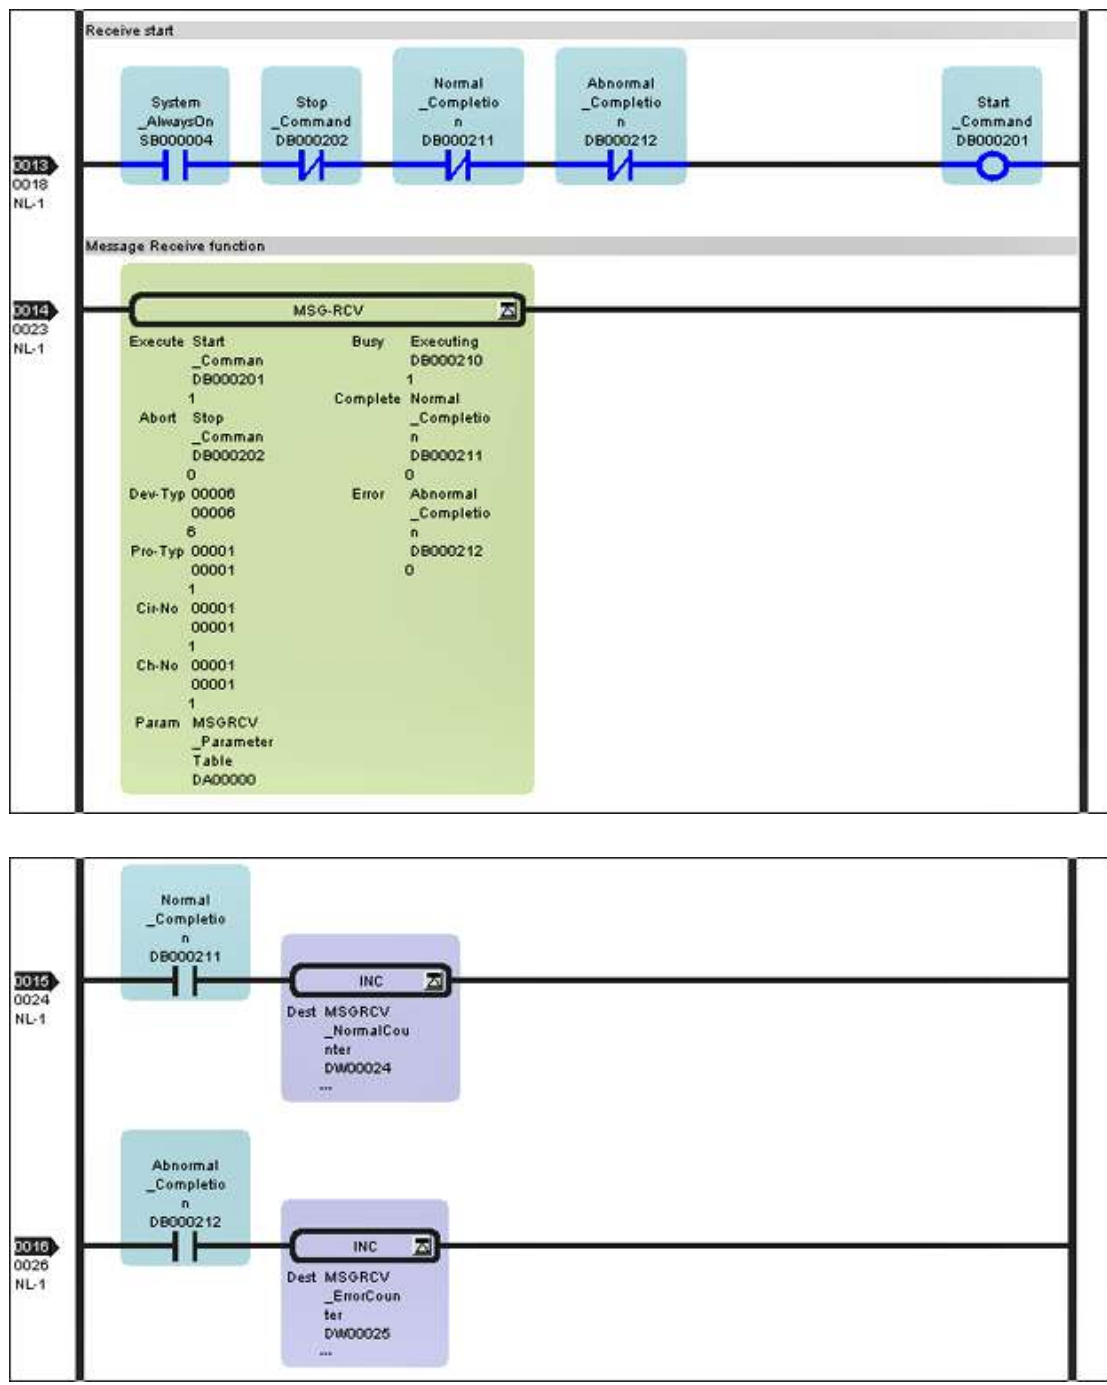 Receive start
System
_AlwaysOn
SB000004
Stop
_Command
DB000202
Normal
_Completio
n
DB000211
Abnormal
_Completio
n
DB000212
Start
_Command
DB000201
0013
0018
NL-1
Message Receive function
0014
0023
NL-1
MSG-RCV
Execute Start
_Comman
DB000201
1
Abort Stop
_Comman
DB000202
0
Dev-Typ 00006
00006
6
Pro-Typ 00001
00001
1
Cir-No 00001
00001
1
Ch-No 00001
00001
1
Param MSGRCV
_Parameter
Table
DA00000
Busy Executing
DB000210
1
Complete Normal
_Completio
n
DB000211
0
Error Abnormal
_Completio
n
DB000212
0
Normal
_Completio
n
DB000211
0015
0024
NL-1
INC
Dest MSGRCV
_NormalCou
nter
DW00024
...
Abnormal
_Completio
n
DB000212
0016
0026
NL-1
INC
Dest MSGRCV
_ErrorCoun
ter
DW00025
...